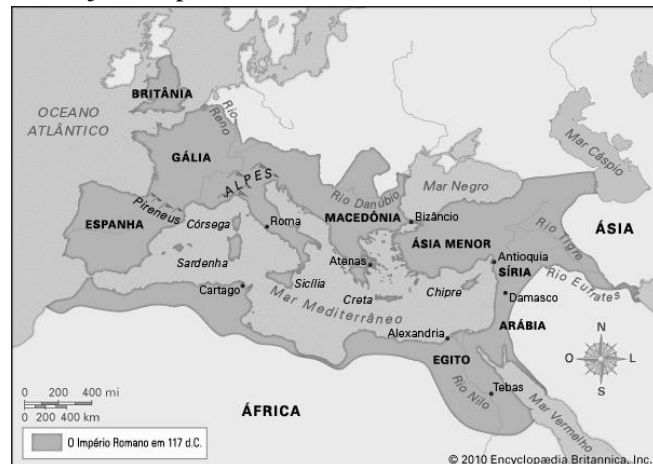 BRITÂNIA
OCEANO
ATLÂNTICO
Rio
Reno
GÁLIA
ALPES
Mar Cáspio
Mar Negro
Rio Danúbio
Pireneus
ESPANHA
Córsega
Roma
MACEDÔNIA
Bizâncio
ÁSIA
ÁSIA MENOR
Rio Tigre
Sardenha
Atenas
Antioquia
SÍRIA
Rio Eufrates
Cartago
Sicília
Creta
Chipre
Damasco
Mar Mediterrâneo
ARÁBIA
Alexandria
EGITO
N
O L
S
Rio Nilo
Tebas
Mar Vermelho
0 200 400 mi
0 200 400 km
ÁFRICA
O Império Romano em 117 d.C.
© 2010 Encyclopædia Britannica, Inc.